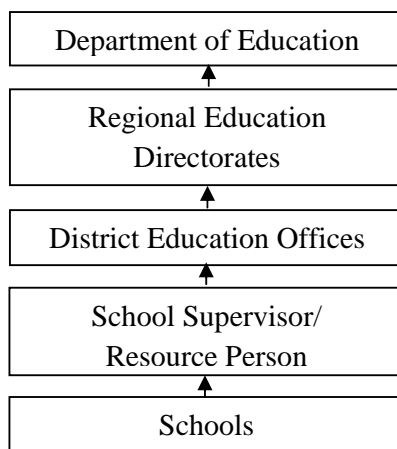 Department of Education
Regional Education
Directorates
District Education Offices
School Supervisor/
Resource Person
Schools